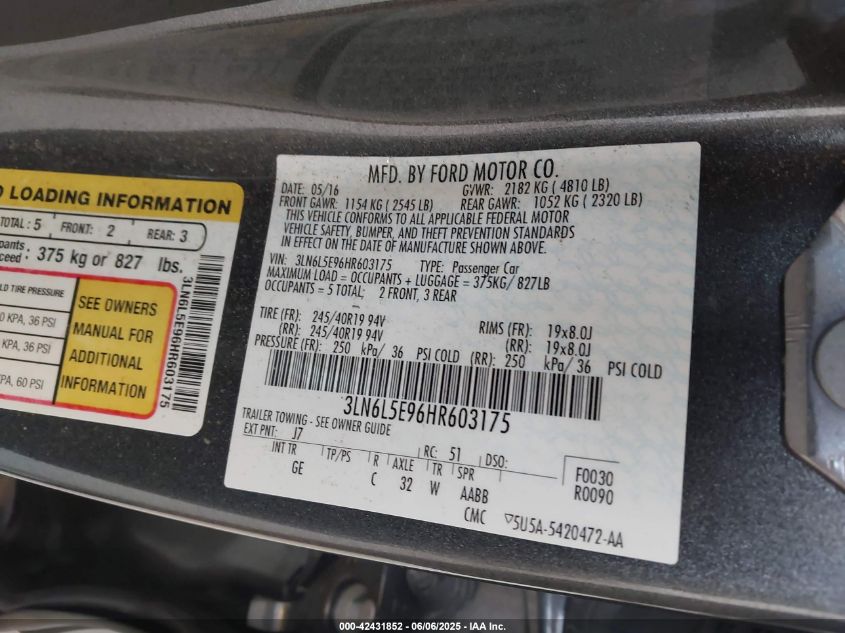 O LOADING INFORMATION
TOTAL: 5 FRONT: 2 REAR: 3
pants
ceed: 375 kg or 827 lbs.
LD TIRE PRESSURE
0 KPA, 36 PSI
KPA, 36 PSI
PA, 60 PSI
SEE OWNERS
MANUAL FOR
ADDITIONAL
INFORMATION
3LN6L5E96HR603175
MFD. BY FORD MOTOR CO.
DATE: 05/16 GVWR: 2182 KG ( 4810 LB)
FRONT GAWR: 1154 KG ( 2545 LB) REAR GAWR: 1052 KG ( 2320 LB)
THIS VEHICLE CONFORMS TO ALL APPLICABLE FEDERAL MOTOR
VEHICLE SAFETY, BUMPER, AND THEFT PREVENTION STANDARDS
IN EFFECT ON THE DATE OF MANUFACTURE SHOWN ABOVE.
VIN: 3LN6L5E96HR603175 TYPE: Passenger Car
MAXIMUM LOAD = OCCUPANTS + LUGGAGE = 375KG/ 827LB
OCCUPANTS = 5 TOTAL; 2 FRONT, 3 REAR
TIRE (FR): 245/40R19 94V RIMS (FR): 19x8.0J
(RR): 245/40R19 94V (RR): 19x8.0J
PRESSURE (FR): 250 kPa/ 36 PSI COLD (RR): 250 kPa/ 36 PSI COLD
3LN6L5E96HR603175
TRAILER TOWING - SEE OWNER GUIDE
EXT PNT: J7 RC: 51 DSO:
INT TR TP/PS R AXLE TR SPR F0030
GE C 32 W AABB R0090
CMC ▽5U5A-5420472-AA
000-42431852 06/06/2025 - IAA Inc.